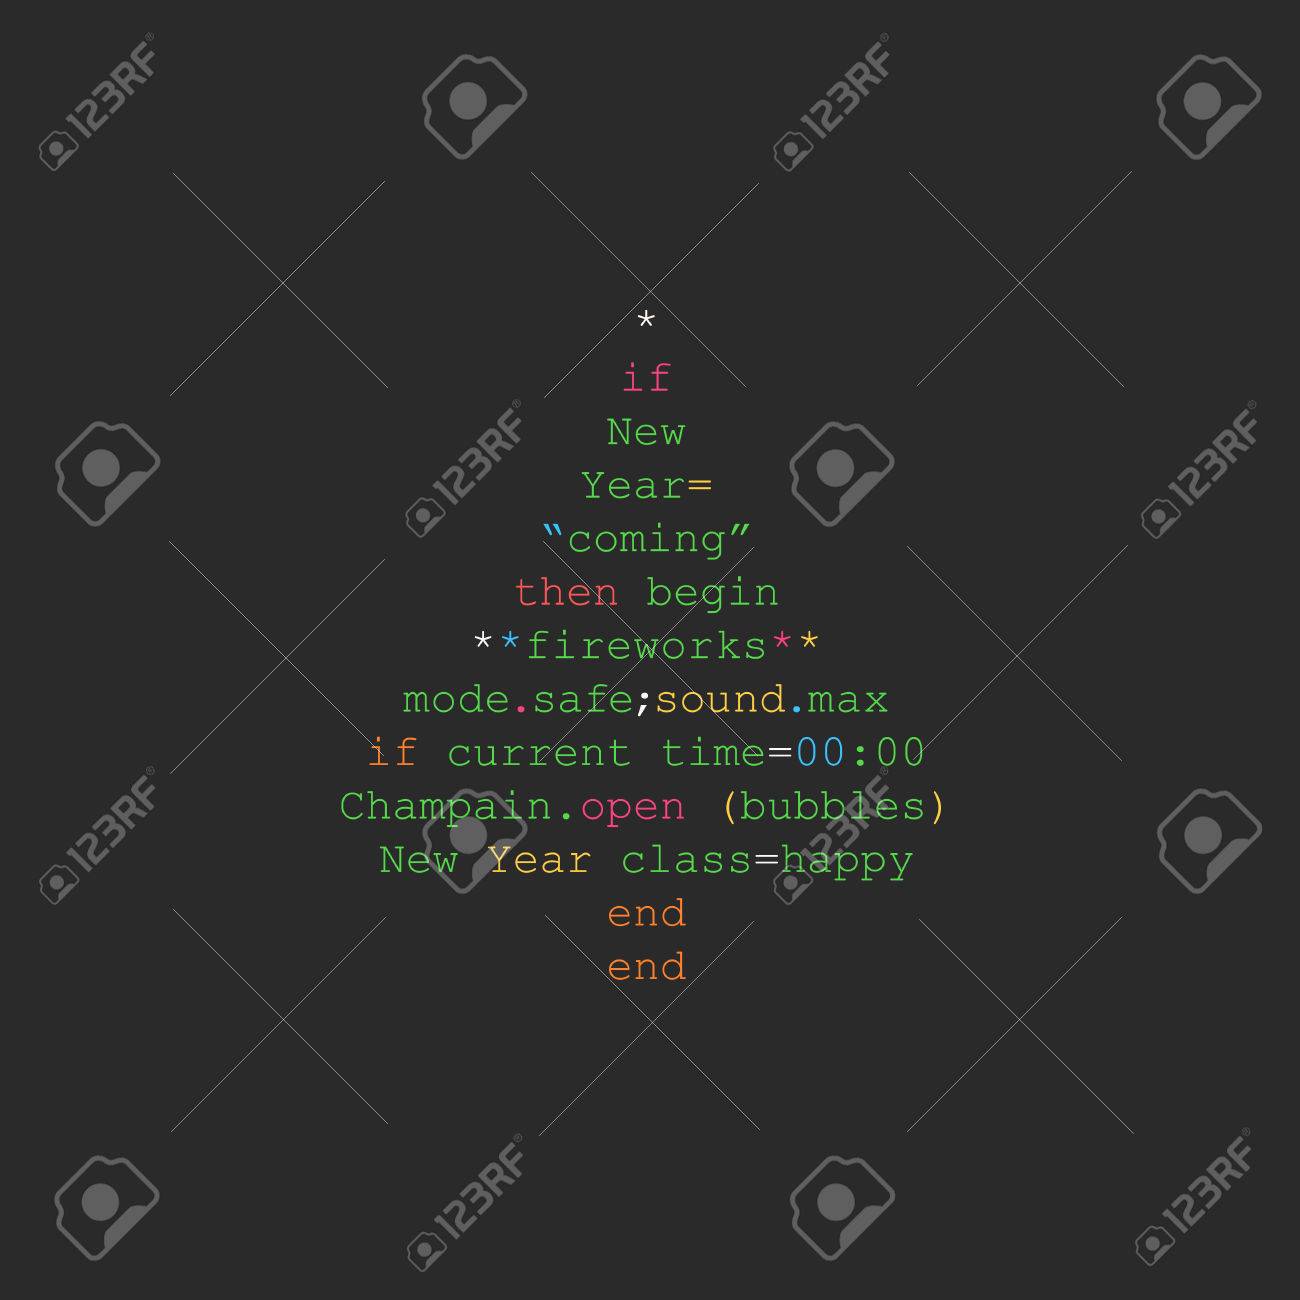 123RF® 123RF®
*
if
New
Year=
“coming”
then begin
**fireworks**
mode.safe;sound.max
if current time=00:00
Champain.open (bubbles)
New Year class=happy
end
end
123RF® 123RF®
123RF® 123RF®
123RF® 123RF®